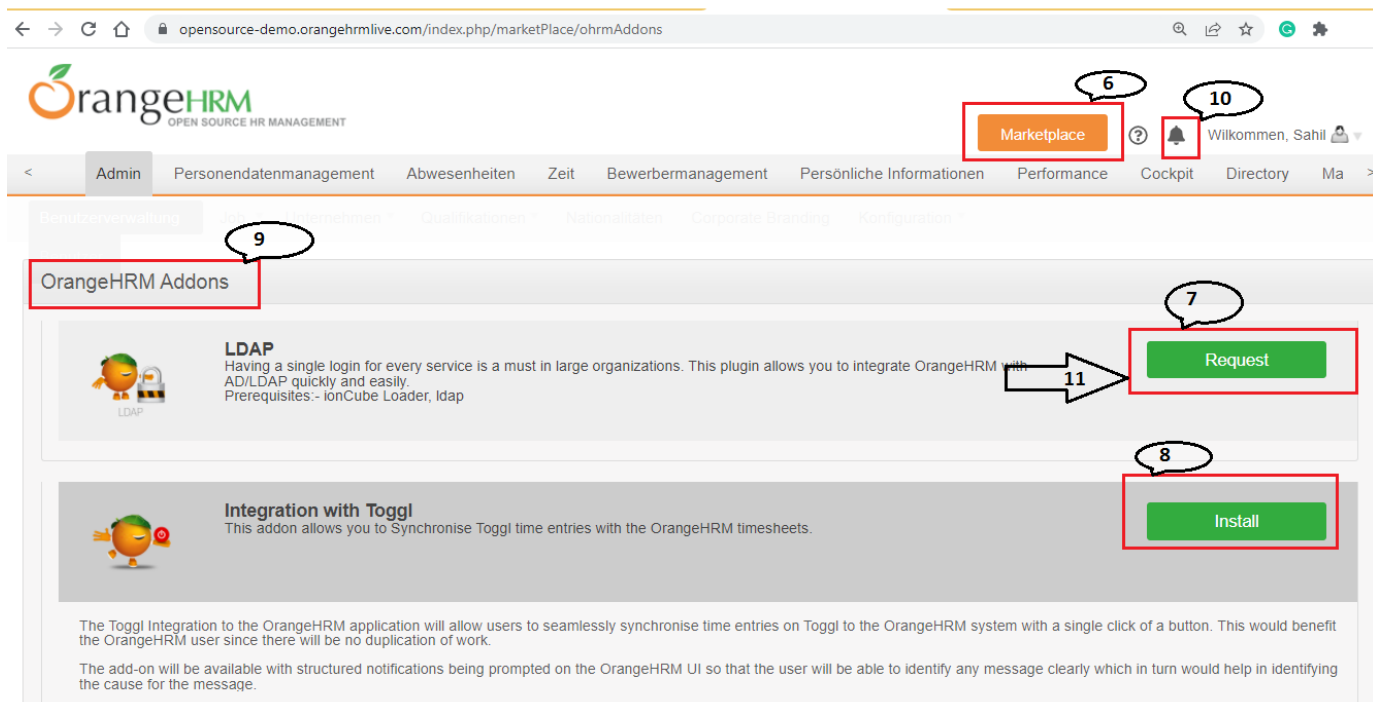 opensource-demo.orangehrmlive.com/index.php/marketPlace/ohrmAddons
6
10
OrangeHRM
OPEN SOURCE HR MANAGEMENT
Marketplace
Wilkommen, Sahil
< Admin Personendatenmanagement Abwesenheiten Zeit Bewerbermanagement Persönliche Informationen Performance Cockpit Directory Ma >
Benutzerverwaltung Job Unternehmen Qualifikationen Nationalitäten Corporate Branding Konfiguration
9
OrangeHRM Addons
7
LDAP
Having a single login for every service is a must in large organizations. This plugin allows you to integrate OrangeHRM with
AD/LDAP quickly and easily.
Prerequisites:- ionCube Loader, ldap
LDAP
Request
11
8
Integration with Toggl
This addon allows you to Synchronise Toggl time entries with the OrangeHRM timesheets.
Install
The Toggl Integration to the OrangeHRM application will allow users to seamlessly synchronise time entries on Toggl to the OrangeHRM system with a single click of a button. This would benefit
the OrangeHRM user since there will be no duplication of work.
The add-on will be available with structured notifications being prompted on the OrangeHRM UI so that the user will be able to identify any message clearly which in turn would help in identifying
the cause for the message.